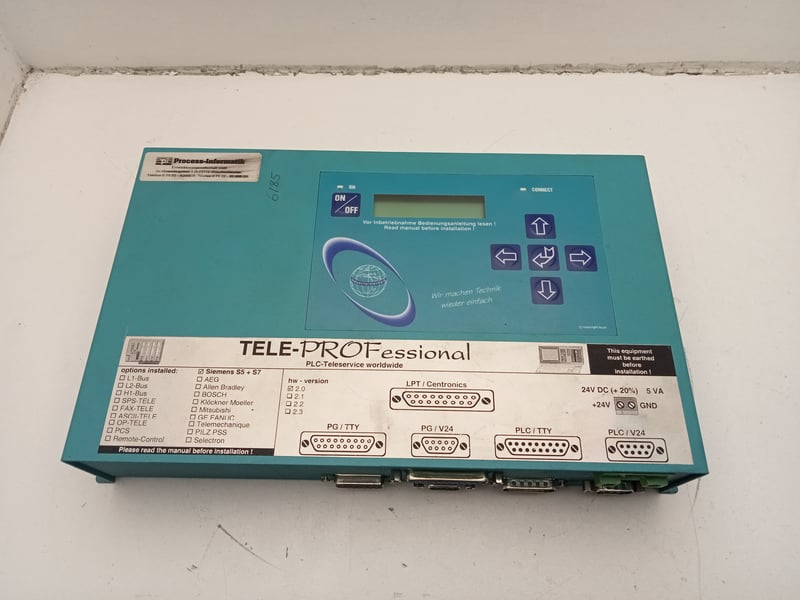 Process-Informatik
Entwicklungsgesellschaft mbH
6185
ON
CONNECT
ON
OFF
Vor Inbetriebnahme Bedienungsanleitung lesen !
Read manual before installation !
Wir machen Technik
wieder einfach
TELE-PROFessional
PLC-Teleservice worldwide
This equipment
must be earthed
before
installation !
options installed:
L1-Bus
L2-Bus
H1-Bus
SPS-TELE
FAX-TELE
ASCII-TELE
OP-TELE
PCS
Remote-Control
Siemens S5 + S7
AEG
Allen Bradley
BOSCH
Klöckner Moeller
Mitsubishi
GE FANUC
Telemechanique
PILZ PSS
Selectron
Please read the manual before installation !
hw - version
2.0
2.1
2.2
2.3
LPT / Centronics
24V DC (+ 20%) 5 VA
+24V
GND
PG / TTY
PG / V24
PLC / TTY
PLC / V24